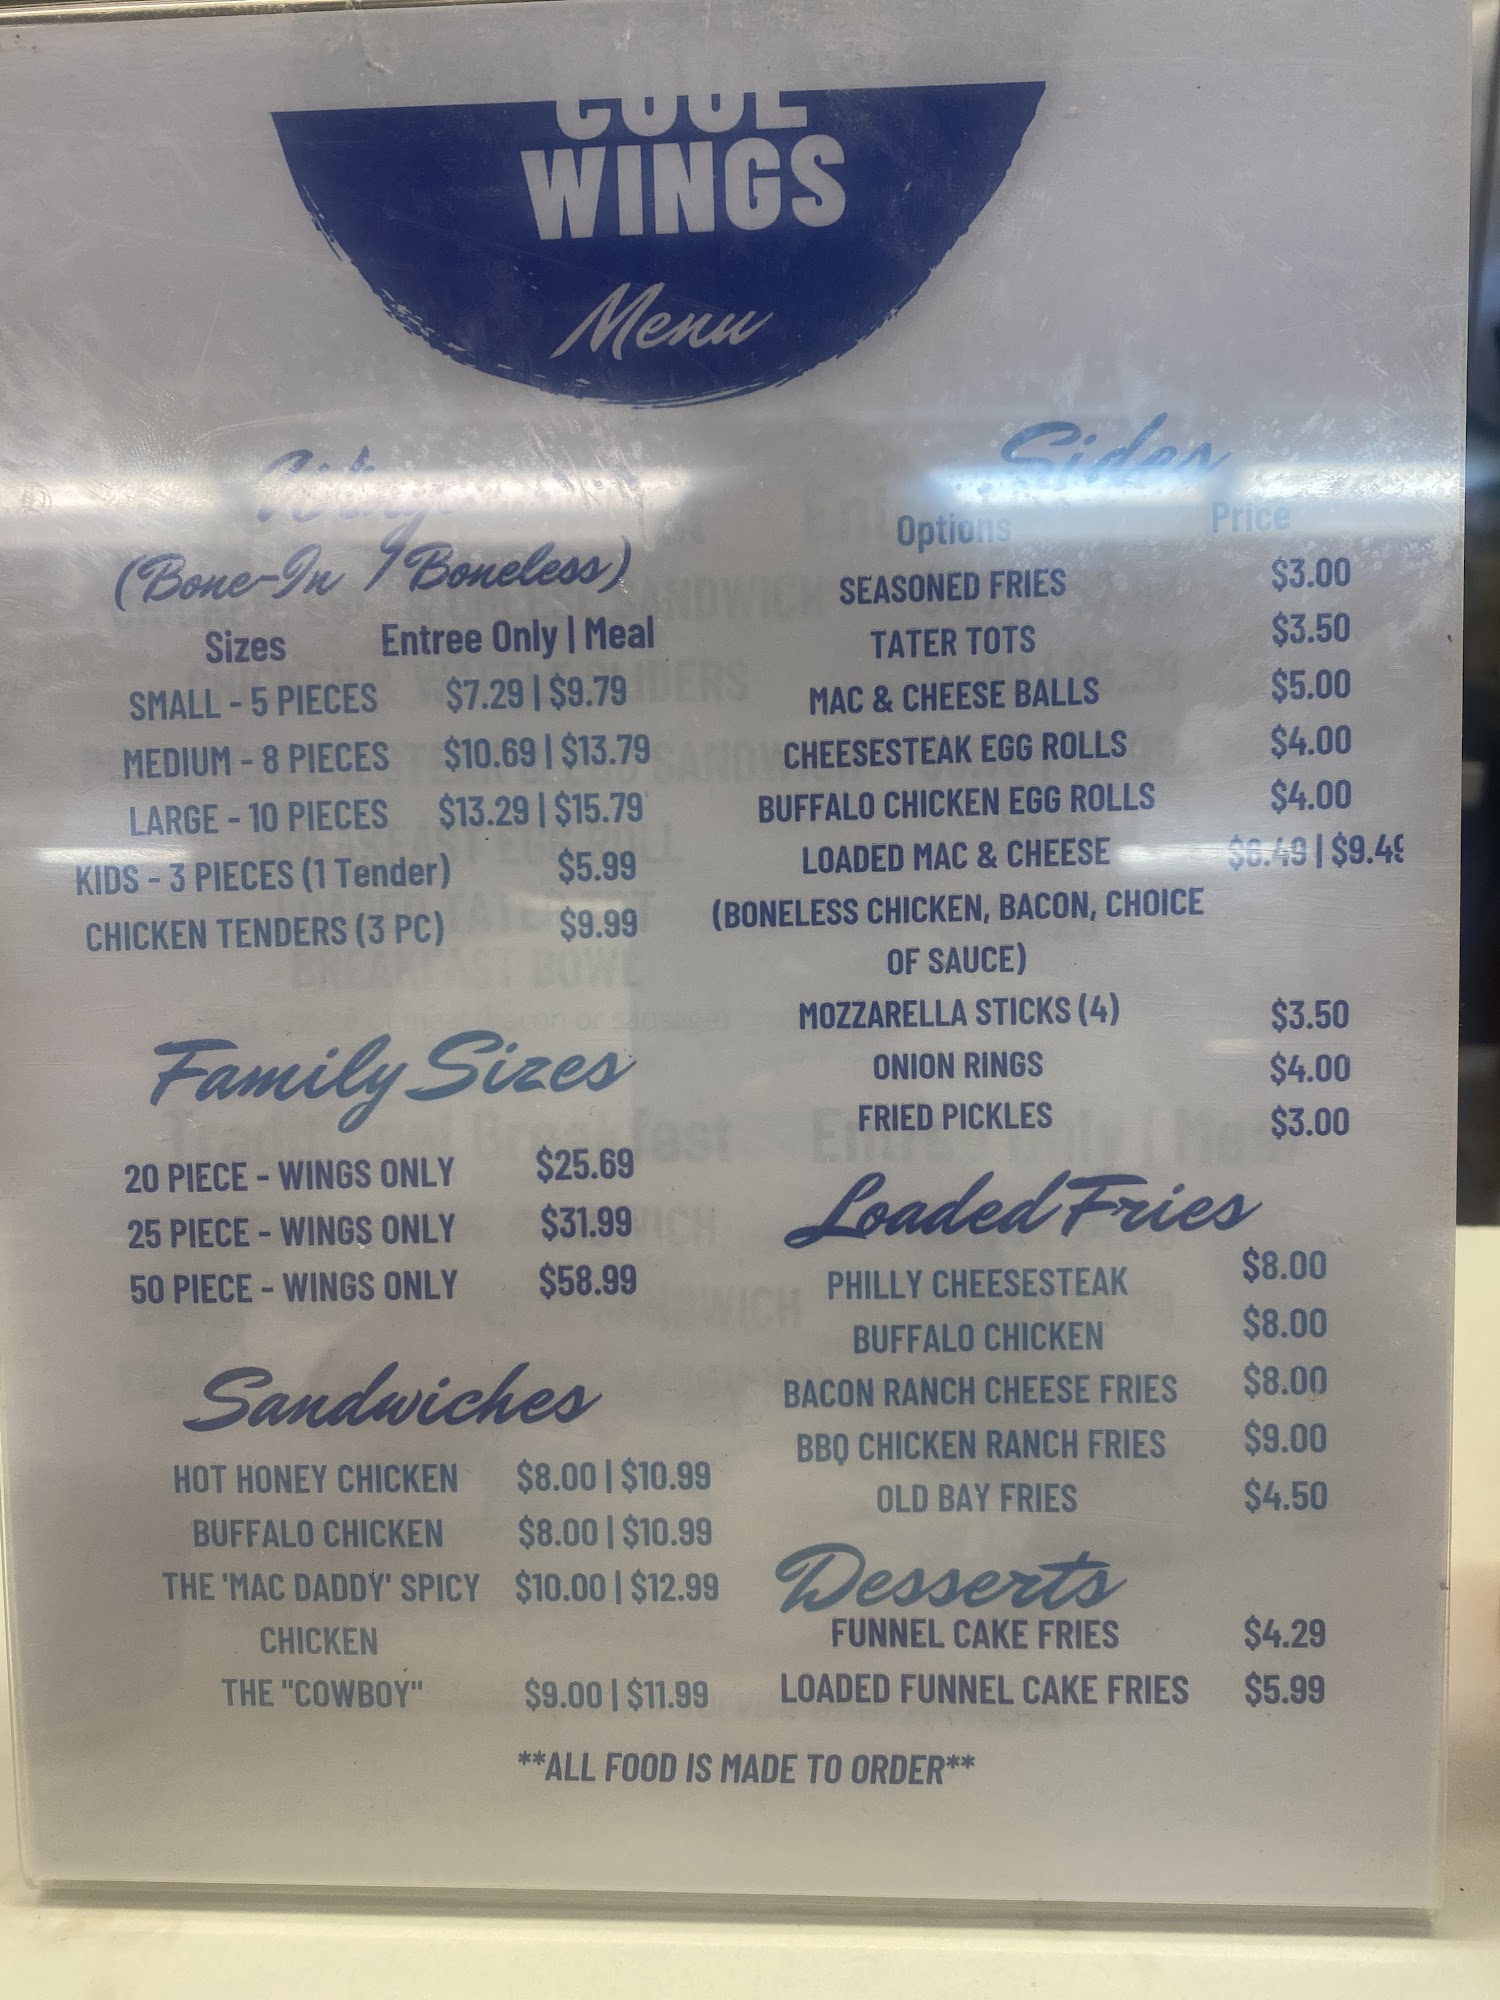 COOL
WINGS
Menu
Wings
(Bone-In / Boneless)
Sizes Entree Only | Meal
SMALL - 5 PIECES $7.29 | $9.79
MEDIUM - 8 PIECES $10.69 | $13.79
LARGE - 10 PIECES $13.29 | $15.79
KIDS - 3 PIECES (1 Tender) $5.99
CHICKEN TENDERS (3 PC) $9.99
Family Sizes
20 PIECE - WINGS ONLY $25.69
25 PIECE - WINGS ONLY $31.99
50 PIECE - WINGS ONLY $58.99
Sandwiches
HOT HONEY CHICKEN $8.00 | $10.99
BUFFALO CHICKEN $8.00 | $10.99
THE 'MAC DADDY' SPICY $10.00 | $12.99
CHICKEN
THE "COWBOY" $9.00 | $11.99
Sides
Options Price
SEASONED FRIES $3.00
TATER TOTS $3.50
MAC & CHEESE BALLS $5.00
CHEESESTEAK EGG ROLLS $4.00
BUFFALO CHICKEN EGG ROLLS $4.00
LOADED MAC & CHEESE $6.49 | $9.49
(BONELESS CHICKEN, BACON, CHOICE
OF SAUCE)
MOZZARELLA STICKS (4) $3.50
ONION RINGS $4.00
FRIED PICKLES $3.00
Loaded Fries
PHILLY CHEESESTEAK $8.00
BUFFALO CHICKEN $8.00
BACON RANCH CHEESE FRIES $8.00
BBQ CHICKEN RANCH FRIES $9.00
OLD BAY FRIES $4.50
Desserts
FUNNEL CAKE FRIES $4.29
LOADED FUNNEL CAKE FRIES $5.99
**ALL FOOD IS MADE TO ORDER**